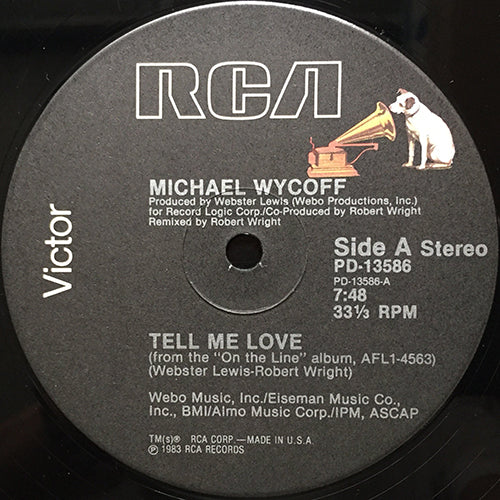 RCA
Victor
MICHAEL WYCOFF
Produced by Webster Lewis (Webo Productions, Inc.)
for Record Logic Corp./Co-Produced by Robert Wright
Remixed by Robert Wright
Side A Stereo
PD-13586
PD-13586-A
7:48
33⅓ RPM
TELL ME LOVE
(from the "On the Line" album, AFL1-4563)
(Webster Lewis-Robert Wright)
Webo Music, Inc./Eiseman Music Co.,
Inc., BMI/Almo Music Corp./IPM, ASCAP
TM(s)® RCA CORP.—MADE IN U.S.A.
℗ 1983 RCA RECORDS